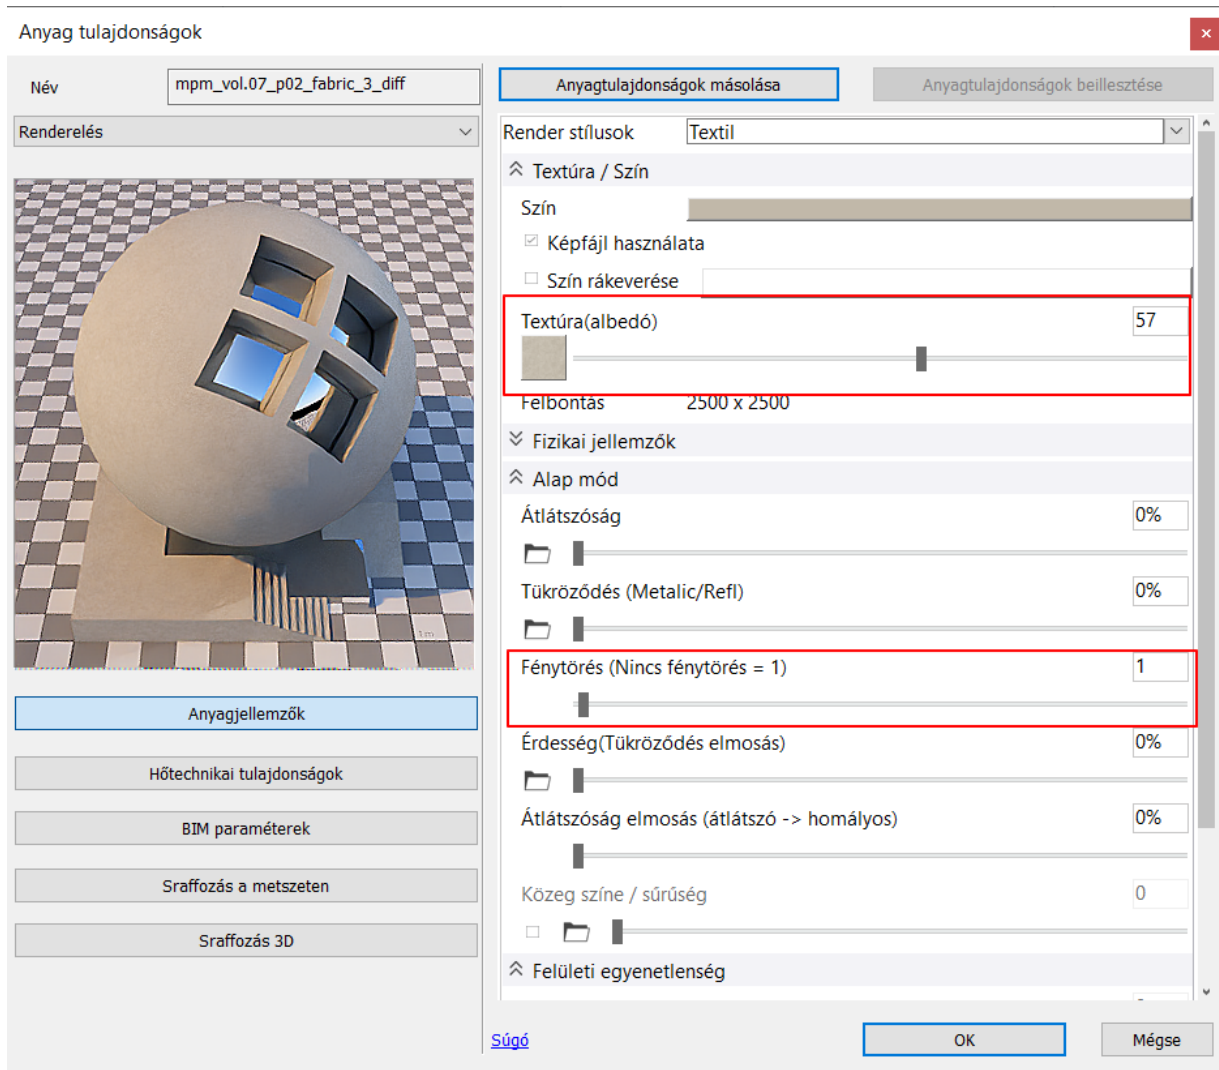 Anyag tulajdonságok
Név
mpm_vol.07_p02_fabric_3_diff
Renderelés
1m
Anyagjellemzők
Hőtechnikai tulajdonságok
BIM paraméterek
Sraffozás a metszeten
Sraffozás 3D
Anyagtulajdonságok másolása
Anyagtulajdonságok beillesztése
Render stílusok
Textil
Textúra / Szín
Szín
Képfájl használata
Szín rákeverése
Textúra(albedó)
57
Felbontás
2500 x 2500
Fizikai jellemzők
Alap mód
Átlátszóság
0%
Tükröződés (Metalic/Refl)
0%
Fénytörés (Nincs fénytörés = 1)
1
Érdesség(Tükröződés elmosás)
0%
Átlátszóság elmosás (átlátszó -> homályos)
0%
Közeg színe / sűrűség
0
Felületi egyenetlenség
Súgó
OK
Mégse